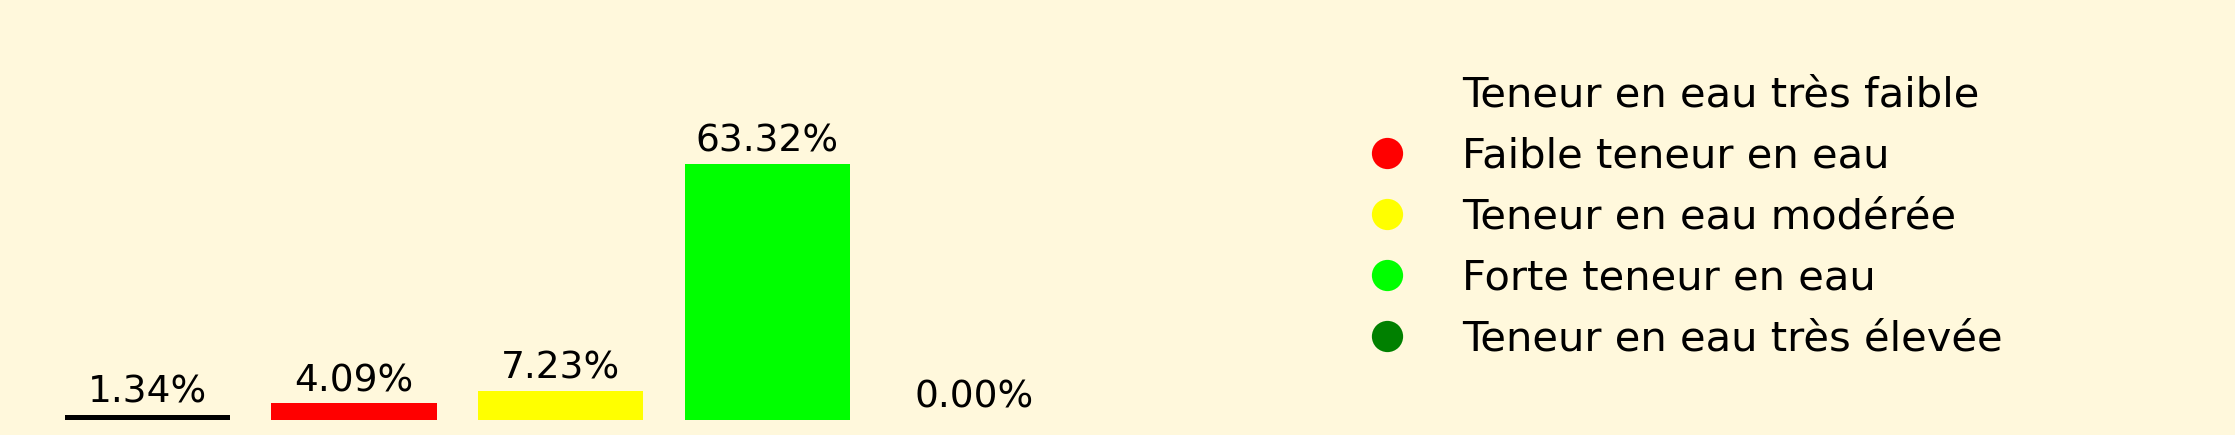 1.34%
4.09%
7.23%
63.32%
0.00%
Teneur en eau très faible
Faible teneur en eau
Teneur en eau modérée
Forte teneur en eau
Teneur en eau très élevée